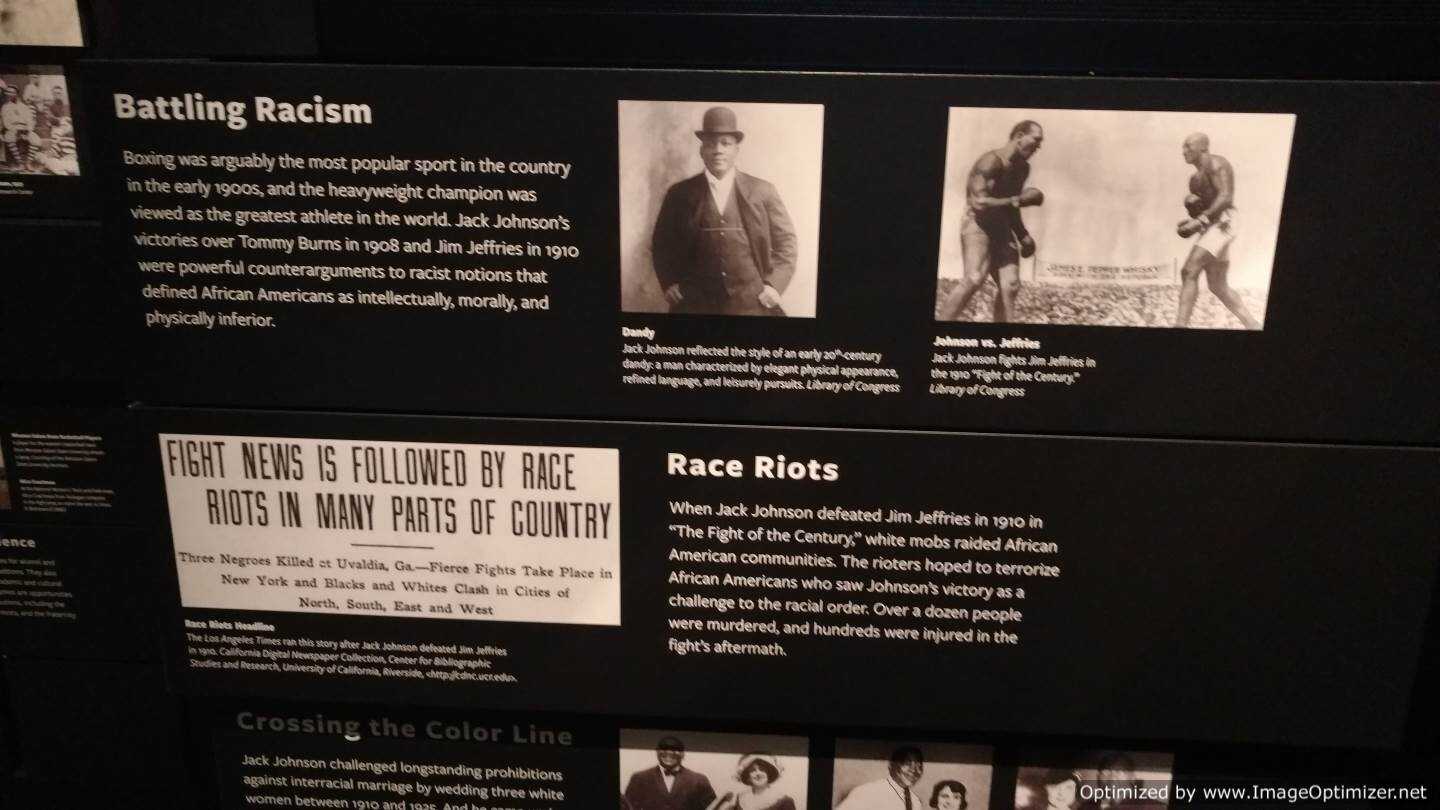 Battling Racism
Boxing was arguably the most popular sport in the country
in the early 1900s, and the heavyweight champion was
viewed as the greatest athlete in the world. Jack Johnson's
victories over Tommy Burns in 1908 and Jim Jeffries in 1910
were powerful counterarguments to racist notions that
defined African Americans as intellectually, morally, and
physically inferior.
Dandy
Jack Johnson reflected the style of an early 20th-century
dandy: a man characterized by elegant physical appearance,
refined language, and leisurely pursuits. Library of Congress
JAMES E. PEPPER WHISKY
Johnson vs. Jeffries
Jack Johnson fights Jim Jeffries in
the 1910 "Fight of the Century."
Library of Congress
FIGHT NEWS IS FOLLOWED BY RACE
RIOTS IN MANY PARTS OF COUNTRY
Three Negroes Killed at Uvaldia, Ga.—Fierce Fights Take Place in
New York and Blacks and Whites Clash in Cities of
North, South, East and West
Race Riots Headline
The Los Angeles Times ran this story after Jack Johnson defeated Jim Jeffries
in 1910. California Digital Newspaper Collection, Center for Bibliographic
Studies and Research, University of California, Riverside, <http://cdnc.ucr.edu>.
Race Riots
When Jack Johnson defeated Jim Jeffries in 1910 in
"The Fight of the Century," white mobs raided African
American communities. The rioters hoped to terrorize
African Americans who saw Johnson's victory as a
challenge to the racial order. Over a dozen people
were murdered, and hundreds were injured in the
fight's aftermath.
Crossing the Color Line
Jack Johnson challenged longstanding prohibitions
against interracial marriage by wedding three white
women between 1910 and 1925. And he
Optimized by www.ImageOptimizer.net